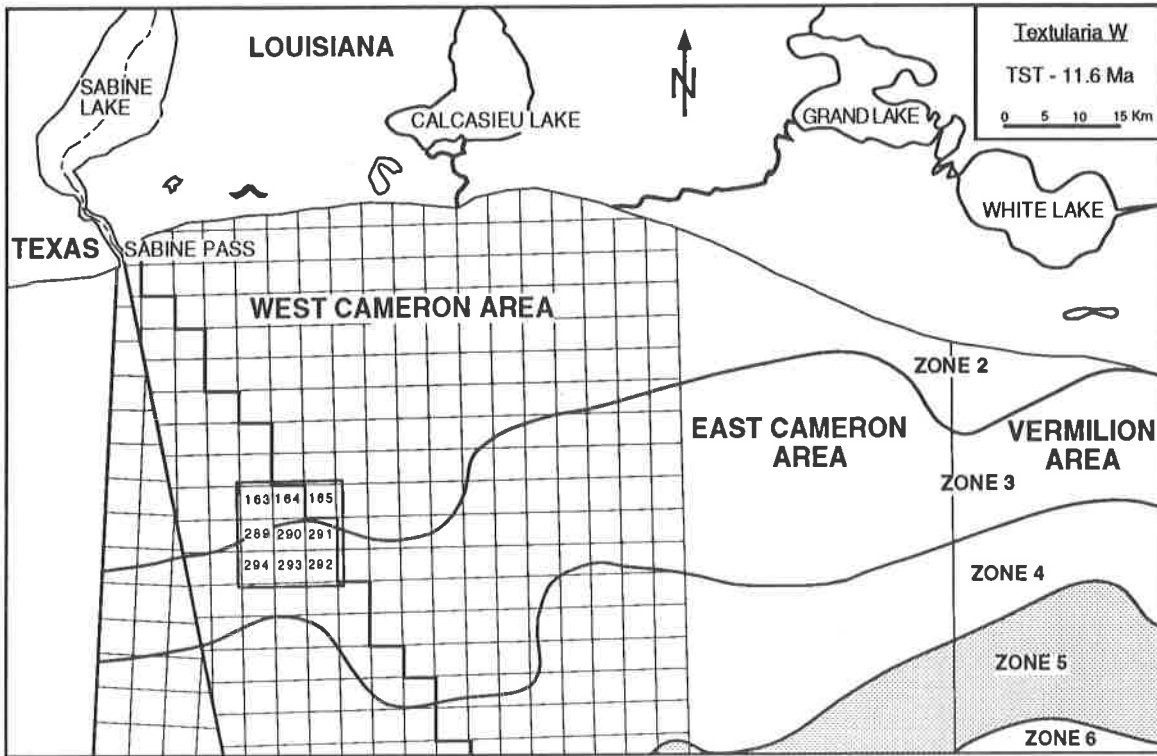 LOUISIANA
SABINE
LAKE
CALCASIEU LAKE
N
GRAND LAKE
Textularia W
TST - 11.6 Ma
0 5 10 15 Km
WHITE LAKE
TEXAS
SABINE PASS
WEST CAMERON AREA
ZONE 2
EAST CAMERON
AREA
VERMILION
AREA
ZONE 3
163 164 165
289 290 291
294 293 292
ZONE 4
ZONE 5
ZONE 6